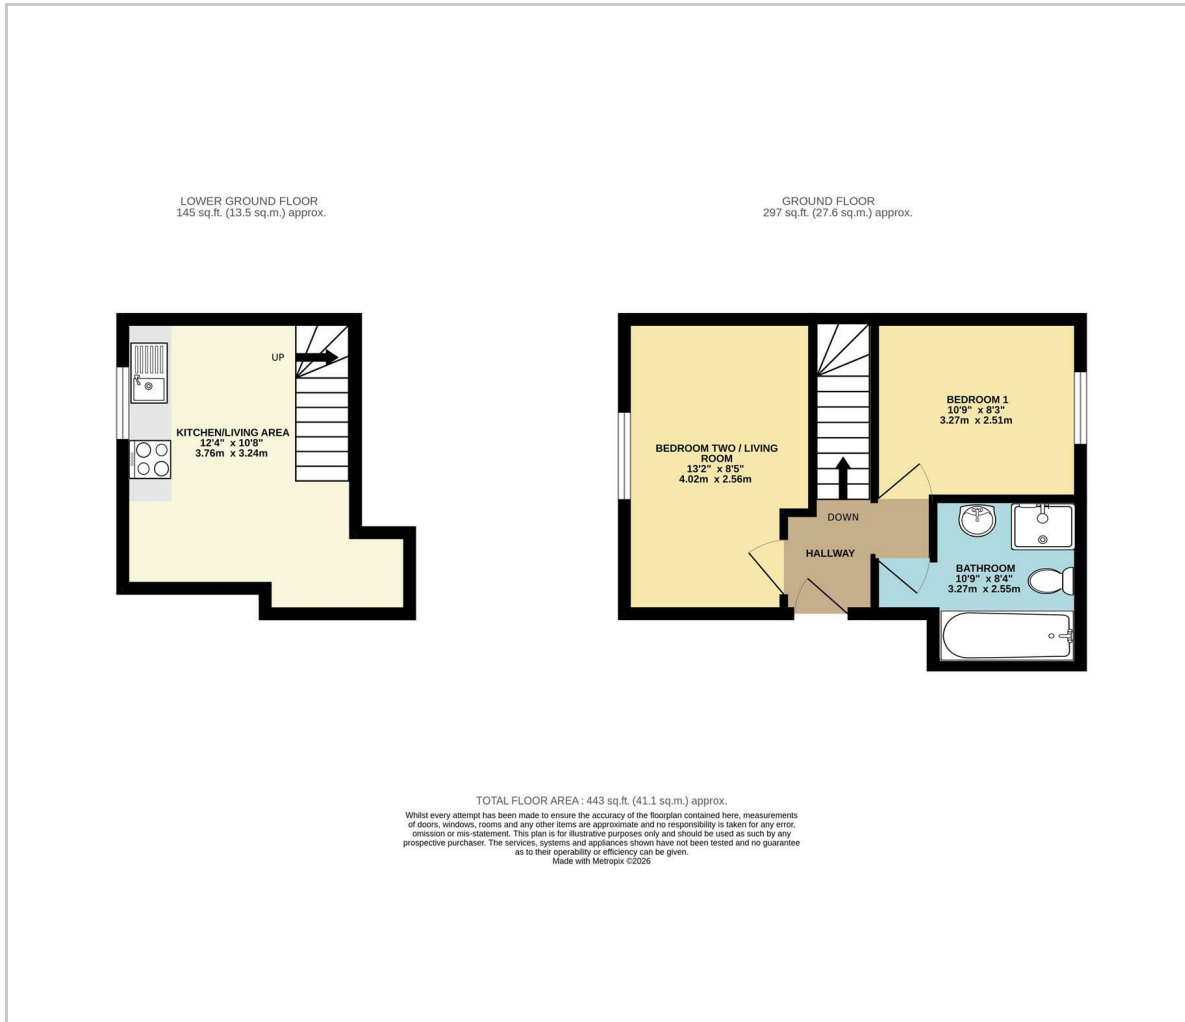 LOWER GROUND FLOOR
145 sq.ft. (13.5 sq.m.) approx.
GROUND FLOOR
297 sq.ft. (27.6 sq.m.) approx.
UP
KITCHEN/LIVING AREA
12'4" x 10'8"
3.76m x 3.24m
BEDROOM TWO / LIVING
ROOM
13'2" x 8'5"
4.02m x 2.56m
BEDROOM 1
10'9" x 8'3"
3.27m x 2.51m
DOWN
HALLWAY
BATHROOM
10'9" x 8'4"
3.27m x 2.55m
TOTAL FLOOR AREA : 443 sq.ft. (41.1 sq.m.) approx.
Whilst every attempt has been made to ensure the accuracy of the floorplan contained here, measurements
of doors, windows, rooms and any other items are approximate and no responsibility is taken for any error,
omission or mis-statement. This plan is for illustrative purposes only and should be used as such by any
prospective purchaser. The services, systems and appliances shown have not been tested and no guarantee
as to their operability or efficiency can be given.
Made with Metropix ©2026